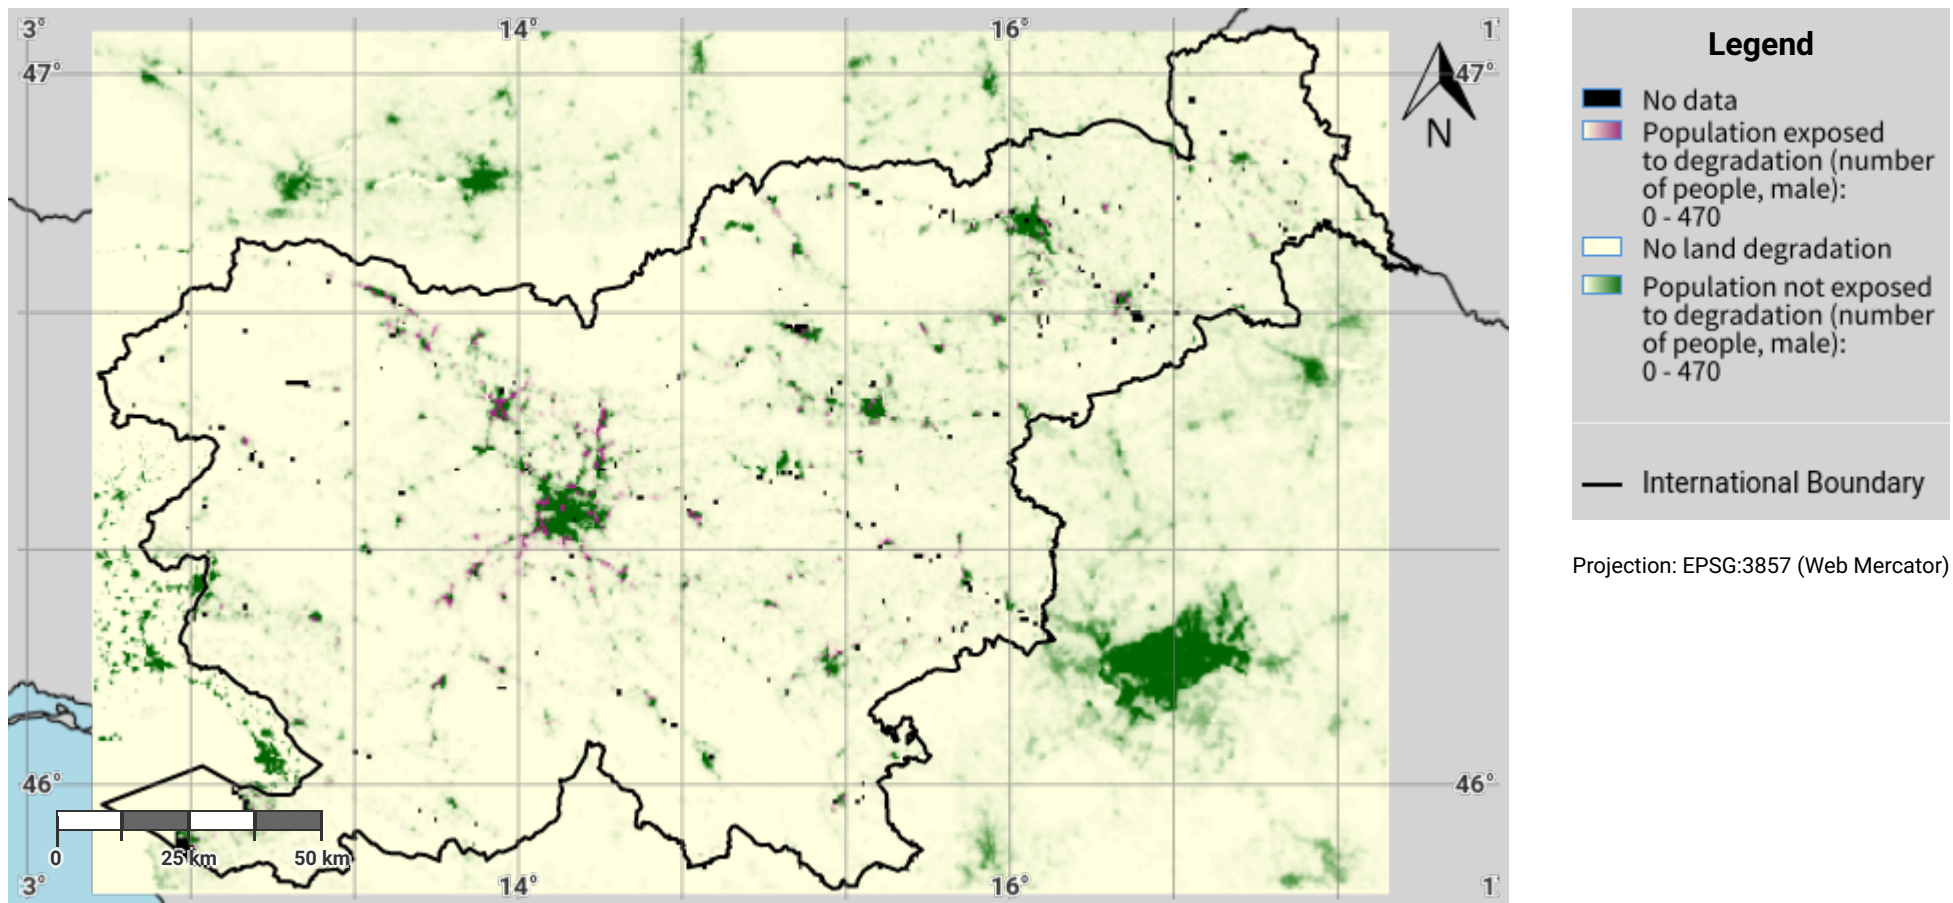 3°
14°
16°
1
47°
47°
N
46°
46°
0
25 km
50 km
3°
14°
16°
1
Legend
No data
Population exposed
to degradation (number
of people, male):
0 - 470
No land degradation
Population not exposed
to degradation (number
of people, male):
0 - 470
International Boundary
Projection: EPSG:3857 (Web Mercator)